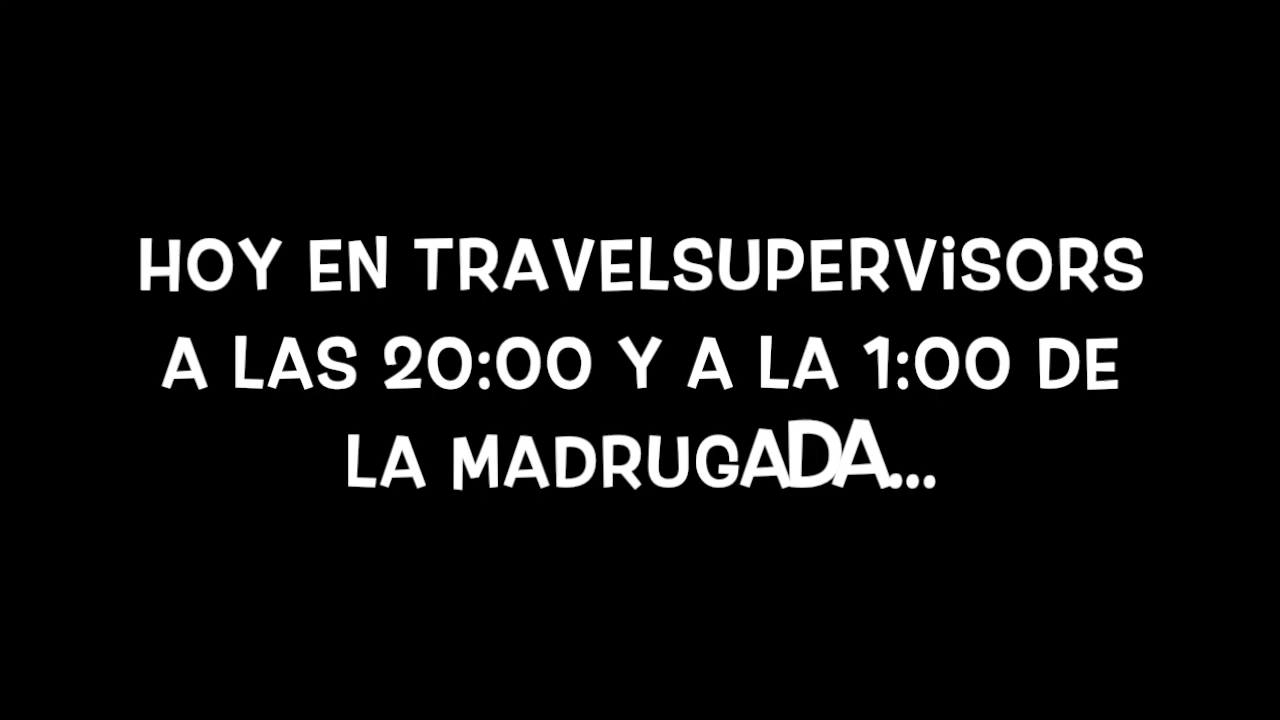 HOY EN TRAVELSUPERViSORS
A LAS 20:00 Y A LA 1:00 DE
LA MADRUGADA...